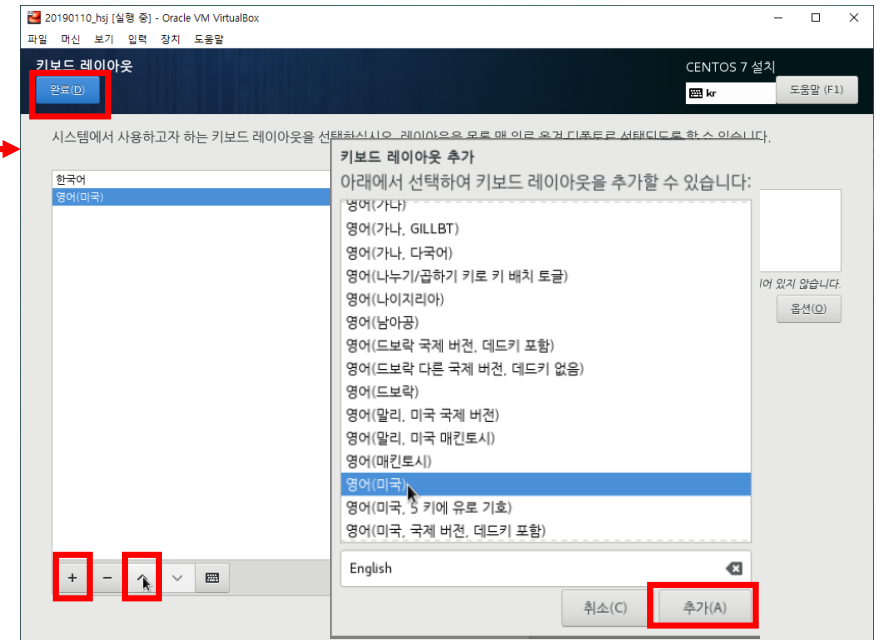 20190110_hsj [실행 중] - Oracle VM VirtualBox
파일 머신 보기 입력 장치 도움말
키보드 레이아웃
CENTOS 7 설치
완료(D)
kr
도움말 (F1)
시스템에서 사용하고자 하는 키보드 레이아웃을 선택하십시오. 레이아웃을 목록 맨 위로 옮겨 디폴트로 선택되도록 할 수 있습니다.
한국어
영어(미국)
키보드 레이아웃 추가
아래에서 선택하여 키보드 레이아웃을 추가할 수 있습니다:
영어(가나)
영어(가나, GILLBT)
영어(가나, 다국어)
영어(나누기/곱하기 키로 키 배치 토글)
영어(나이지리아)
영어(남아공)
영어(드보락 국제 버전, 데드키 포함)
영어(드보락 다른 국제 버전, 데드키 없음)
영어(드보락)
영어(말리, 미국 국제 버전)
영어(말리, 미국 매킨토시)
영어(매킨토시)
영어(미국)
영어(미국, 5 키에 유로 기호)
영어(미국, 국제 버전, 데드키 포함)
English
취소(C)
추가(A)
어 있지 않습니다.
옵션(O)